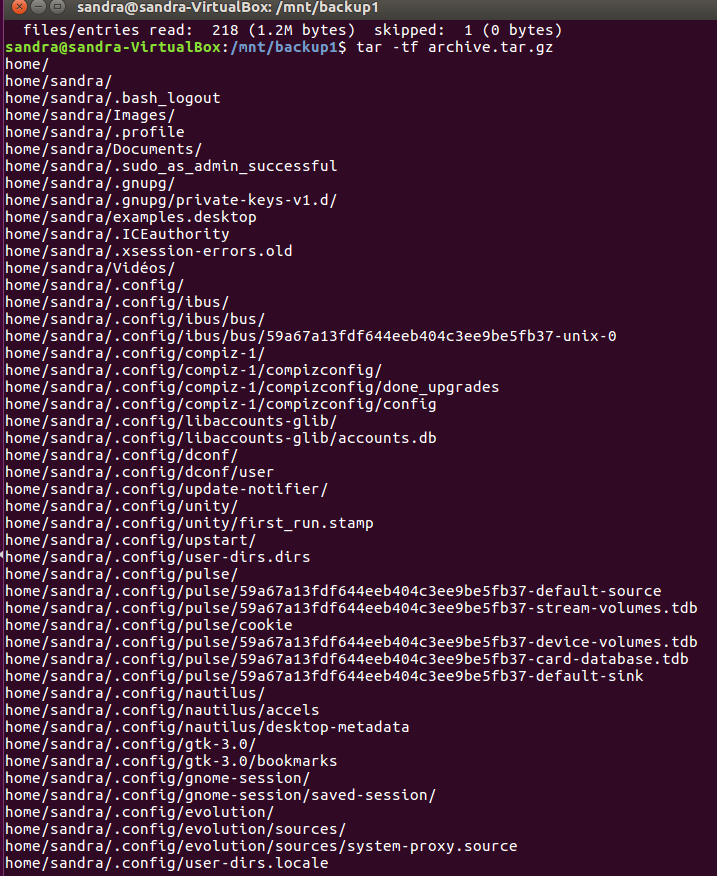 sandra@sandra-VirtualBox: /mnt/backup1
files/entries read:  218 (1.2M bytes)  skipped:  1 (0 bytes)
sandra@sandra-VirtualBox:/mnt/backup1$ tar -tf archive.tar.gz
home/
home/sandra/
home/sandra/.bash_logout
home/sandra/Images/
home/sandra/.profile
home/sandra/Documents/
home/sandra/.sudo_as_admin_successful
home/sandra/.gnupg/
home/sandra/.gnupg/private-keys-v1.d/
home/sandra/examples.desktop
home/sandra/.ICEauthority
home/sandra/.xsession-errors.old
home/sandra/Vidéos/
home/sandra/.config/
home/sandra/.config/ibus/
home/sandra/.config/ibus/bus/
home/sandra/.config/ibus/bus/59a67a13fdf644eeb404c3ee9be5fb37-unix-0
home/sandra/.config/compiz-1/
home/sandra/.config/compiz-1/compizconfig/
home/sandra/.config/compiz-1/compizconfig/done_upgrades
home/sandra/.config/compiz-1/compizconfig/config
home/sandra/.config/libaccounts-glib/
home/sandra/.config/libaccounts-glib/accounts.db
home/sandra/.config/dconf/
home/sandra/.config/dconf/user
home/sandra/.config/update-notifier/
home/sandra/.config/unity/
home/sandra/.config/unity/first_run.stamp
home/sandra/.config/upstart/
home/sandra/.config/user-dirs.dirs
home/sandra/.config/pulse/
home/sandra/.config/pulse/59a67a13fdf644eeb404c3ee9be5fb37-default-source
home/sandra/.config/pulse/59a67a13fdf644eeb404c3ee9be5fb37-stream-volumes.tdb
home/sandra/.config/pulse/cookie
home/sandra/.config/pulse/59a67a13fdf644eeb404c3ee9be5fb37-device-volumes.tdb
home/sandra/.config/pulse/59a67a13fdf644eeb404c3ee9be5fb37-card-database.tdb
home/sandra/.config/pulse/59a67a13fdf644eeb404c3ee9be5fb37-default-sink
home/sandra/.config/nautilus/
home/sandra/.config/nautilus/accels
home/sandra/.config/nautilus/desktop-metadata
home/sandra/.config/gtk-3.0/
home/sandra/.config/gtk-3.0/bookmarks
home/sandra/.config/gnome-session/
home/sandra/.config/gnome-session/saved-session/
home/sandra/.config/evolution/
home/sandra/.config/evolution/sources/
home/sandra/.config/evolution/sources/system-proxy.source
home/sandra/.config/user-dirs.locale